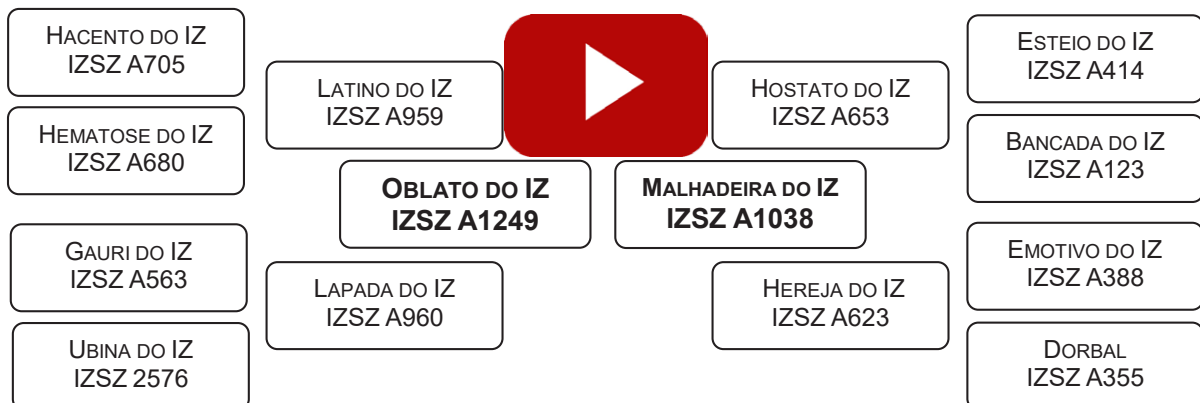 HACENTO DO IZ
IZSZ A705
HEMATOSE DO IZ
IZSZ A680
GAURI DO IZ
IZSZ A563
UBINA DO IZ
IZSZ 2576
LATINO DO IZ
IZSZ A959
LAPADA DO IZ
IZSZ A960
OBLATO DO IZ
IZSZ A1249
MALHADEIRA DO IZ
IZSZ A1038
HOSTATO DO IZ
IZSZ A653
HEREJA DO IZ
IZSZ A623
ESTEIO DO IZ
IZSZ A414
BANCADA DO IZ
IZSZ A123
EMOTIVO DO IZ
IZSZ A388
DORBAL
IZSZ A355